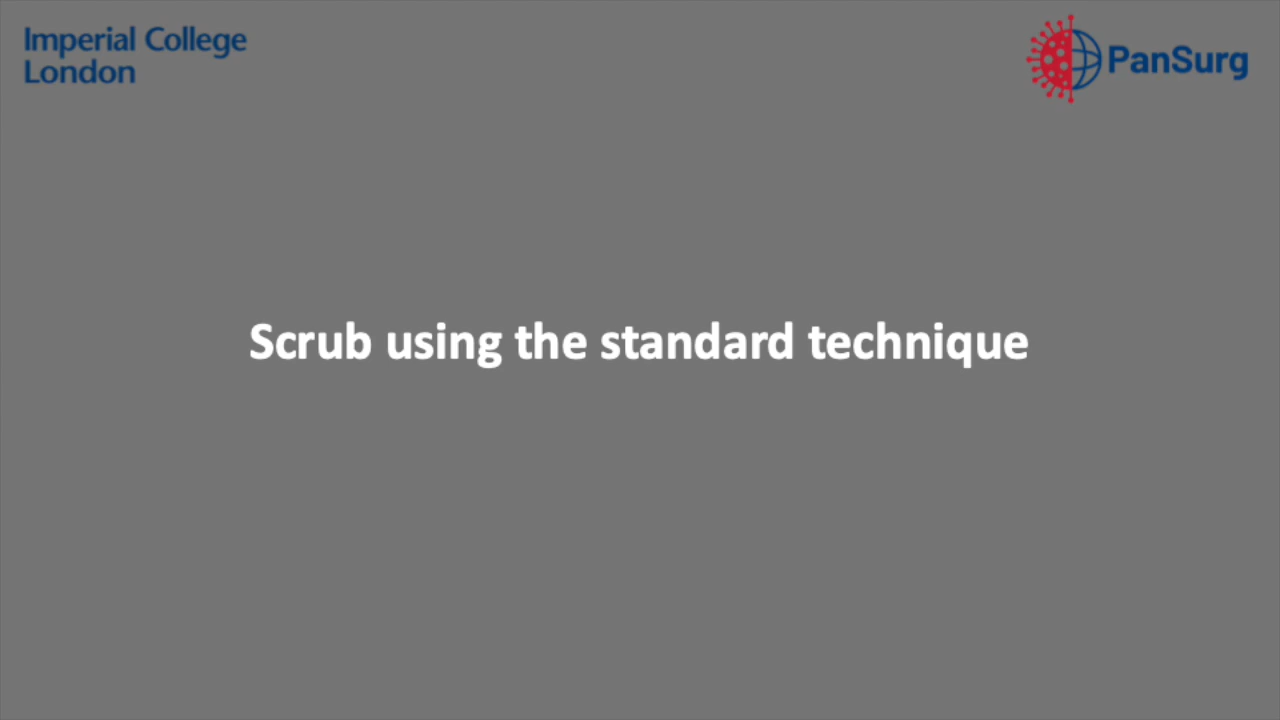 Imperial College
London
PanSurg
Scrub using the standard technique